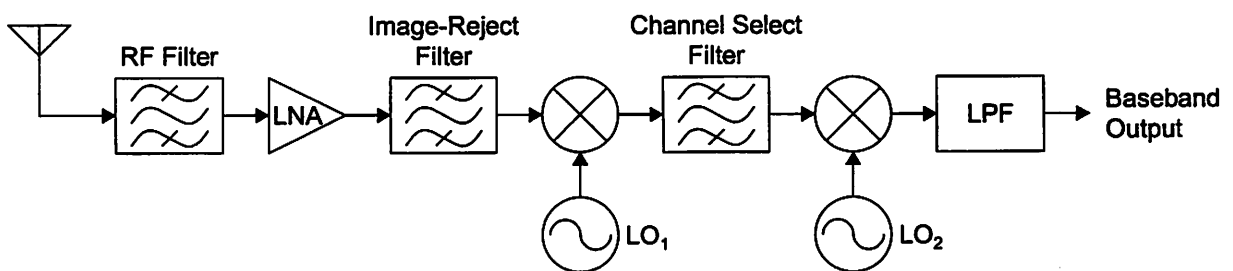 RF Filter
LNA
Image-Reject
Filter
Channel Select
Filter
LPF
Baseband
Output
LO₁
LO₂